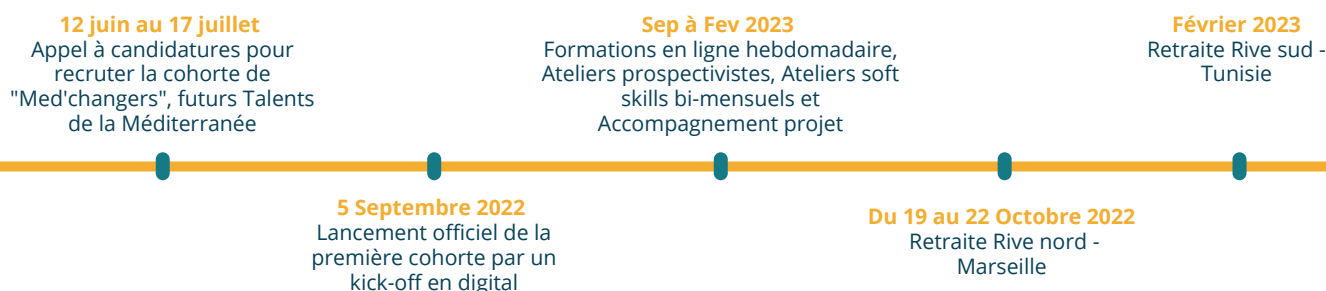 12 juin au 17 juillet
Appel à candidatures pour
recruter la cohorte de
"Med'changers", futurs Talents
de la Méditerranée
5 Septembre 2022
Lancement officiel de la
première cohorte par un
kick-off en digital
Sep à Fev 2023
Formations en ligne hebdomadaire,
Ateliers prospectivistes, Ateliers soft
skills bi-mensuels et
Accompagnement projet
Du 19 au 22 Octobre 2022
Retraite Rive nord -
Marseille
Février 2023
Retraite Rive sud -
Tunisie